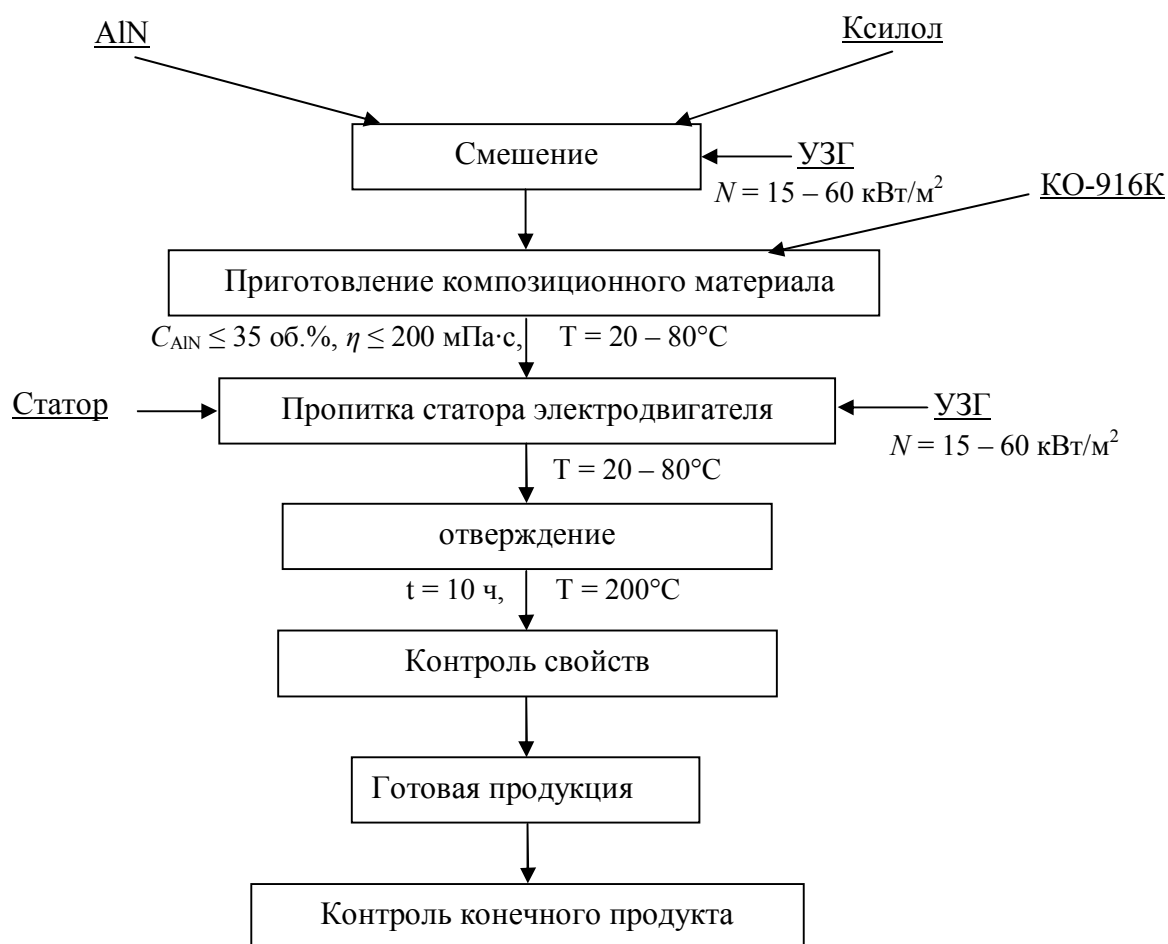 AlN
Ксилол
Смешение
УЗГ
N = 15 – 60 кВт/м²
КО-916К
Приготовление композиционного материала
C_AlN ≤ 35 об.%, η ≤ 200 мПа·с, T = 20 – 80°C
Статор
Пропитка статора электродвигателя
УЗГ
N = 15 – 60 кВт/м²
T = 20 – 80°C
отверждение
t = 10 ч, T = 200°C
Контроль свойств
Готовая продукция
Контроль конечного продукта